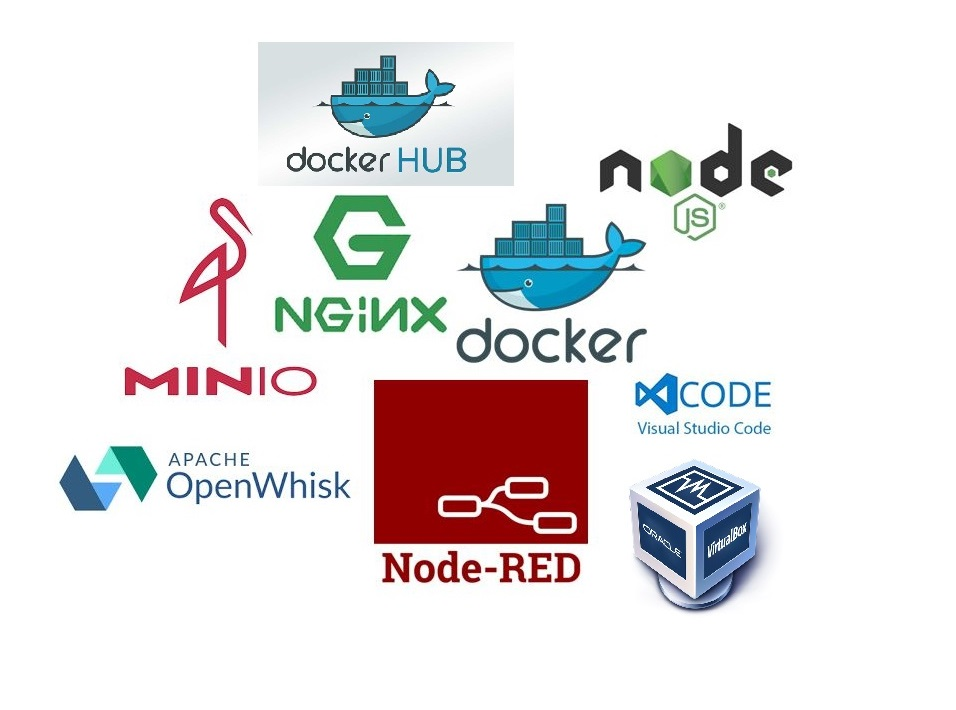 docker HUB
node
JS®
NGiNX
docker
MINIO
CODE
Visual Studio Code
APACHE
OpenWhisk
ORACLE
VirtualBox
Node-RED